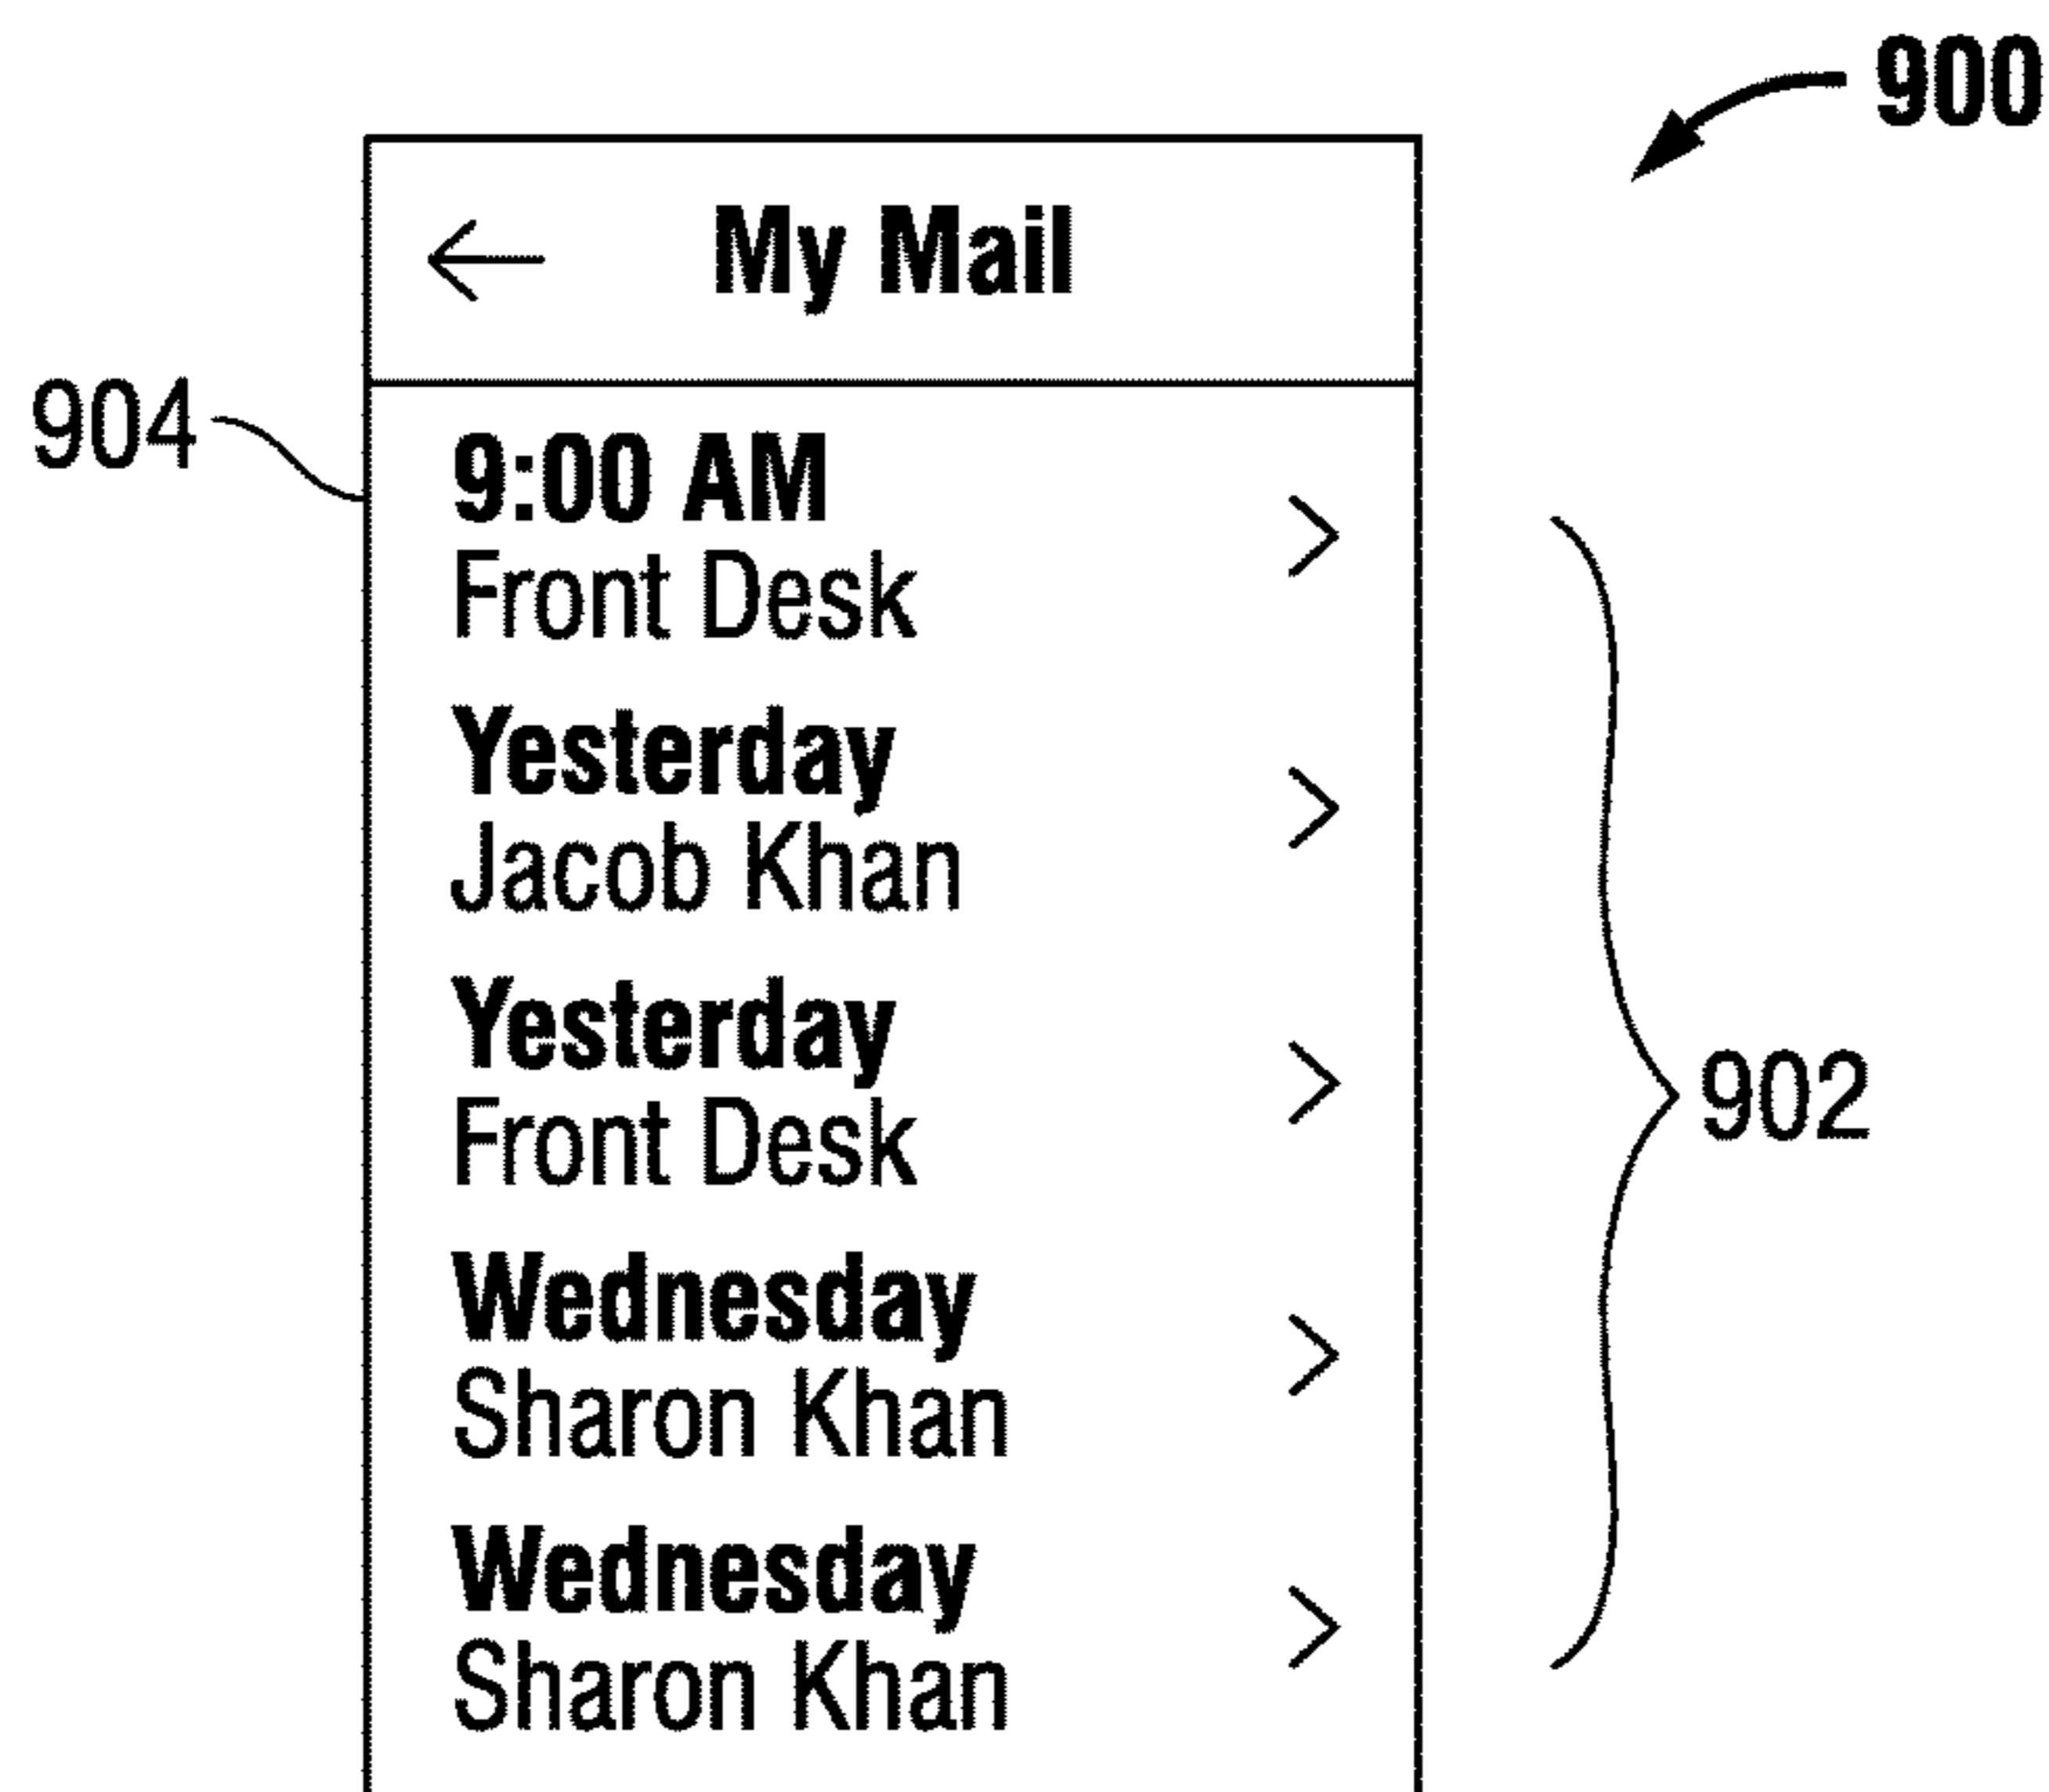 900
My Mail
904
9:00 AM
Front Desk
Yesterday
Jacob Khan
Yesterday
Front Desk
902
Wednesday
Sharon Khan
Wednesday
Sharon Khan